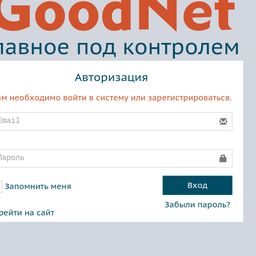 GoodNet
лавное под контролем
Авторизация
ам необходимо войти в систему или зарегистрироваться.
Email
Пароль
Запомнить меня
Вход
Забыли пароль?
рейти на сайт